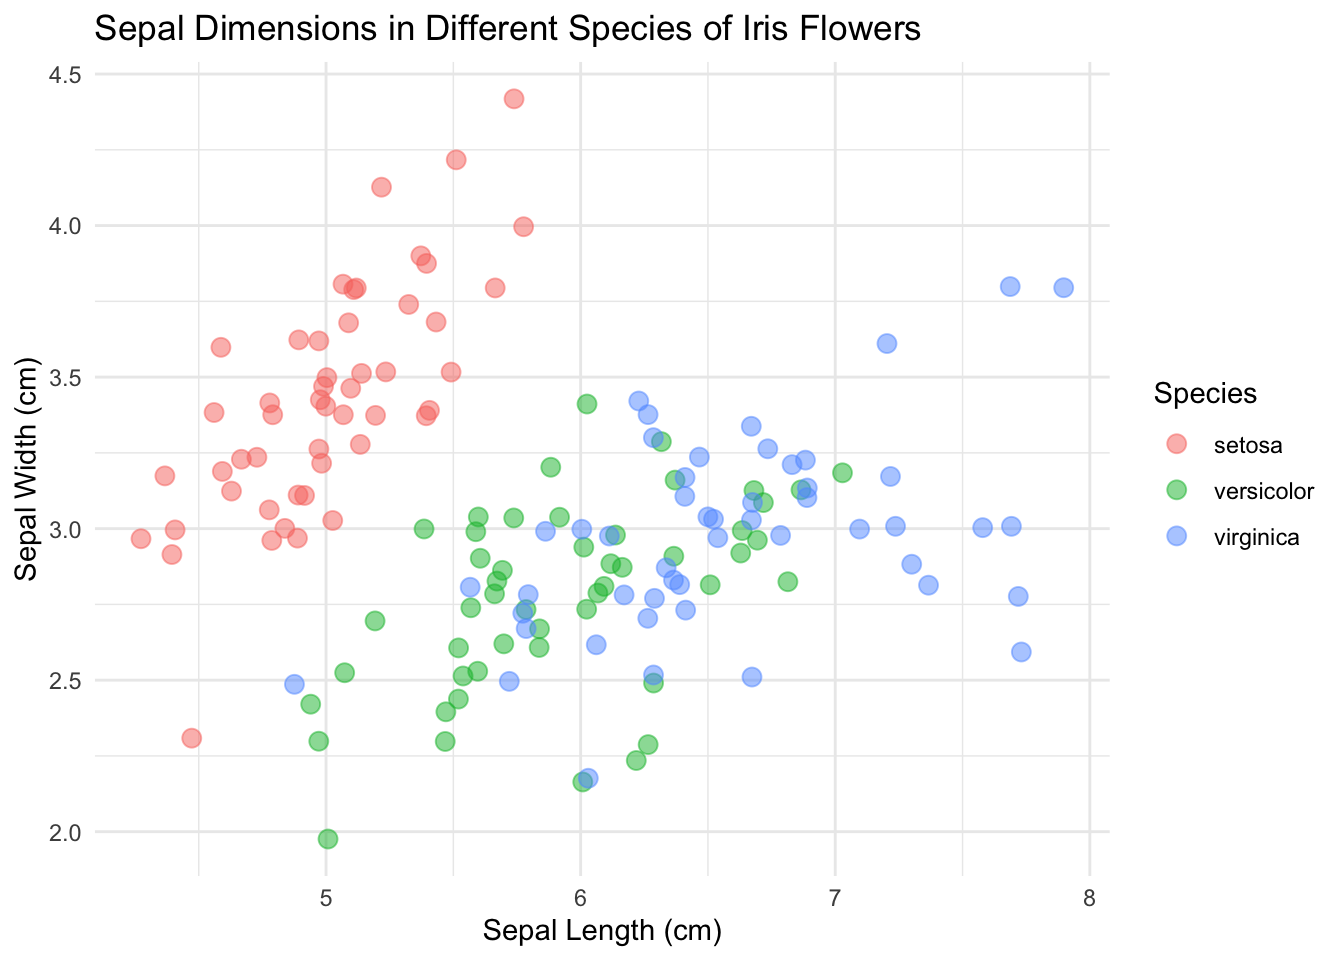 Sepal Dimensions in Different Species of Iris Flowers
4.5
4.0
3.5
3.0
2.5
2.0
Sepal Width (cm)
5 6 7 8
Sepal Length (cm)
Species
setosa
versicolor
virginica